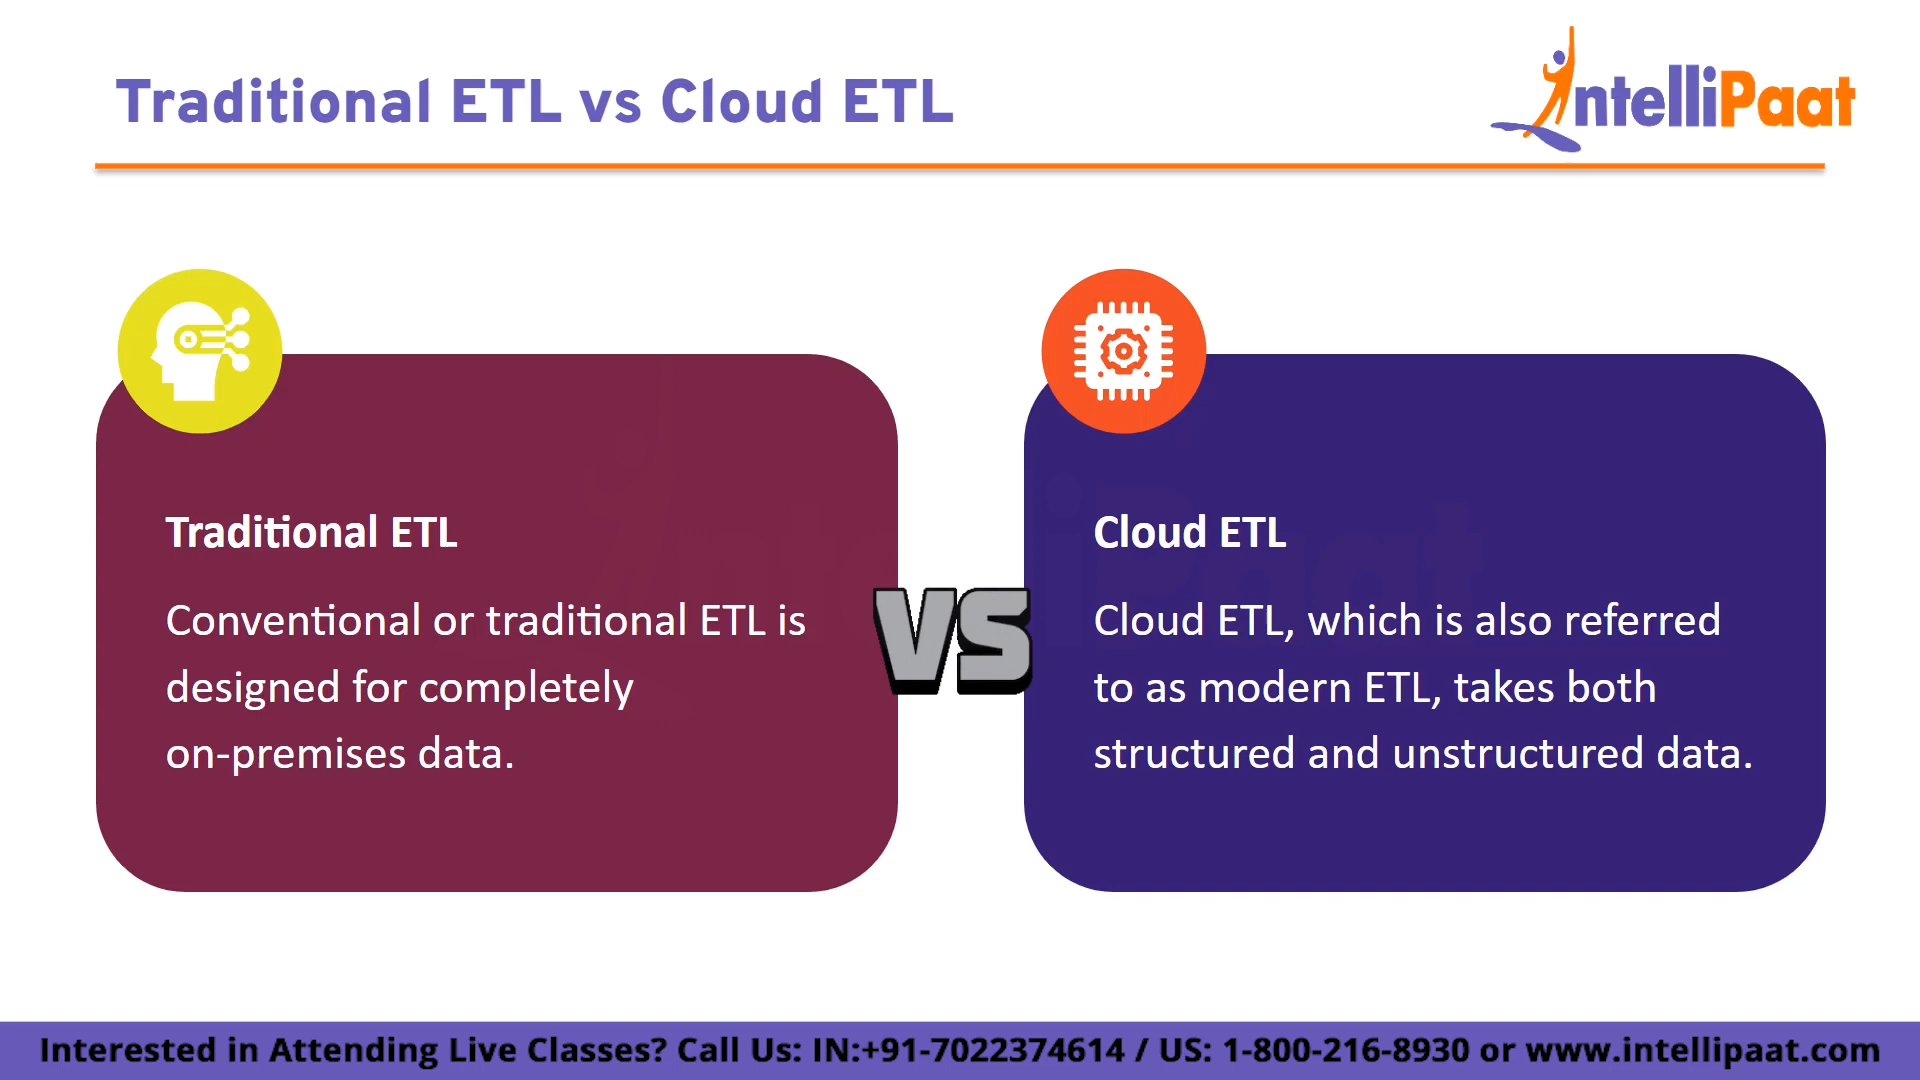 Traditional ETL vs Cloud ETL
IntelliPaat
Traditional ETL
Conventional or traditional ETL is
designed for completely
on-premises data.
VS
Cloud ETL
Cloud ETL, which is also referred
to as modern ETL, takes both
structured and unstructured data.
Interested in Attending Live Classes? Call Us: IN:+91-7022374614 / US: 1-800-216-8930 or www.intellipaat.com